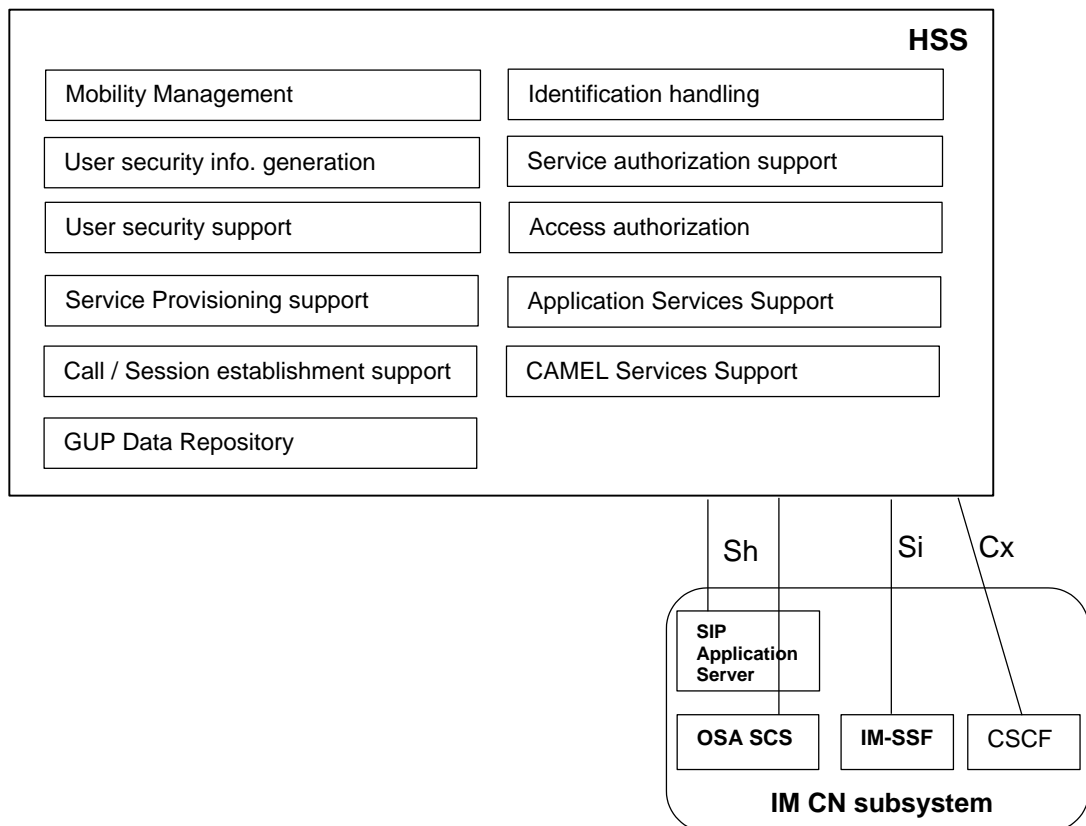 HSS
Mobility Management
Identification handling
User security info. generation
Service authorization support
User security support
Access authorization
Service Provisioning support
Application Services Support
Call / Session establishment support
CAMEL Services Support
GUP Data Repository
Sh
Si
Cx
SIP
Application
Server
OSA SCS
IM-SSF
CSCF
IM CN subsystem